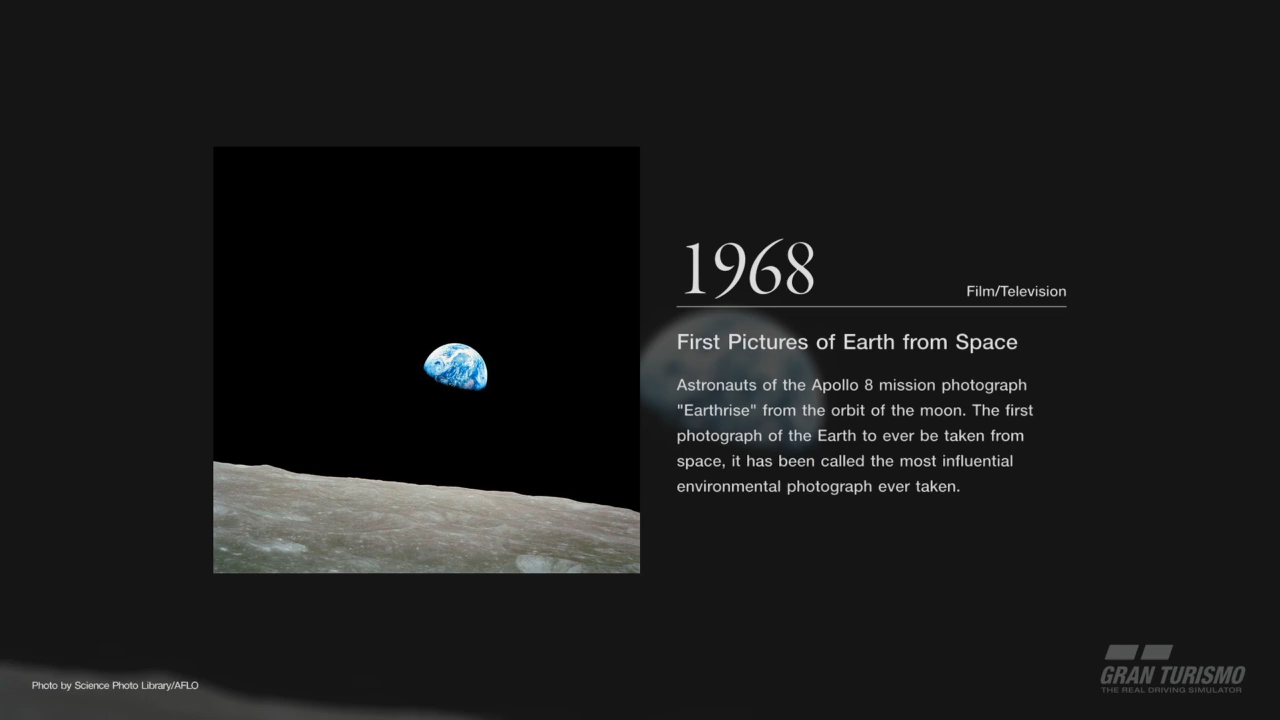 1968
Film/Television
First Pictures of Earth from Space
Astronauts of the Apollo 8 mission photograph
"Earthrise" from the orbit of the moon. The first
photograph of the Earth to ever be taken from
space, it has been called the most influential
environmental photograph ever taken.
Photo by Science Photo Library/AFLO
GRAN TURISMO
THE REAL DRIVING SIMULATOR